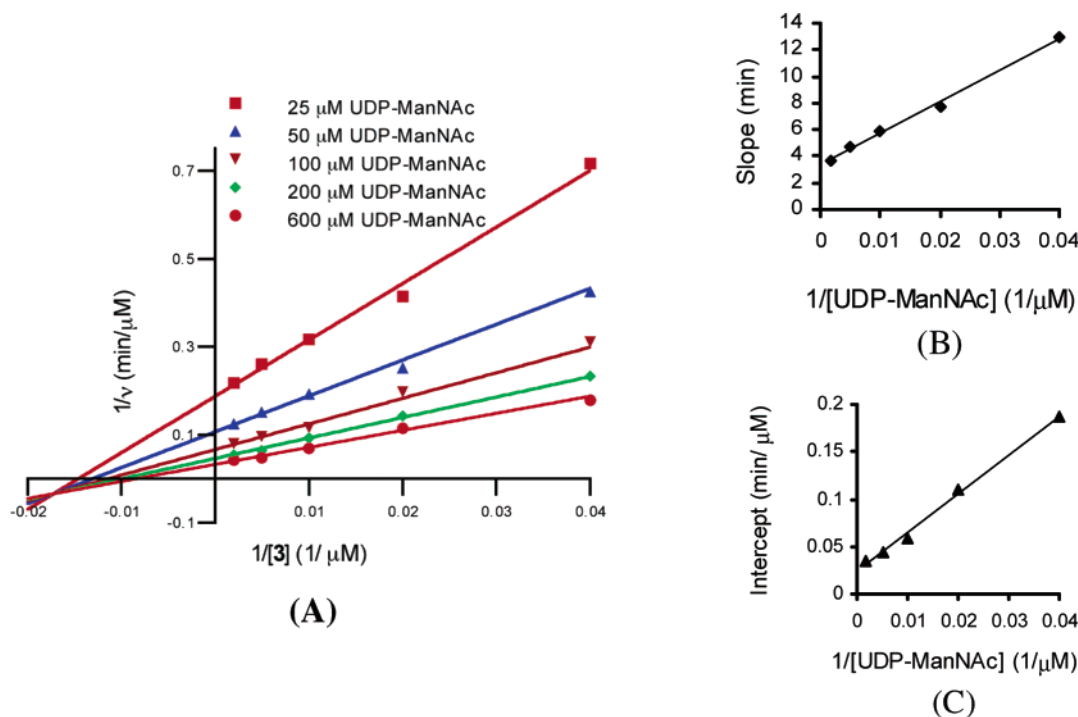 25 μM UDP-ManNAc
50 μM UDP-ManNAc
100 μM UDP-ManNAc
200 μM UDP-ManNAc
600 μM UDP-ManNAc
0.7
0.5
0.3
0.1
-0.1
1/ν (min/μM)
-0.02
-0.01
0.01
0.02
0.03
0.04
1/[3] (1/ μM)
(A)
14
12
10
8
6
4
2
0
Slope (min)
0
0.01
0.02
0.03
0.04
1/[UDP-ManNAc] (1/μM)
(B)
0.2
0.15
0.1
0.05
0
Intercept (min/ μM)
0
0.01
0.02
0.03
0.04
1/[UDP-ManNAc] (1/μM)
(C)